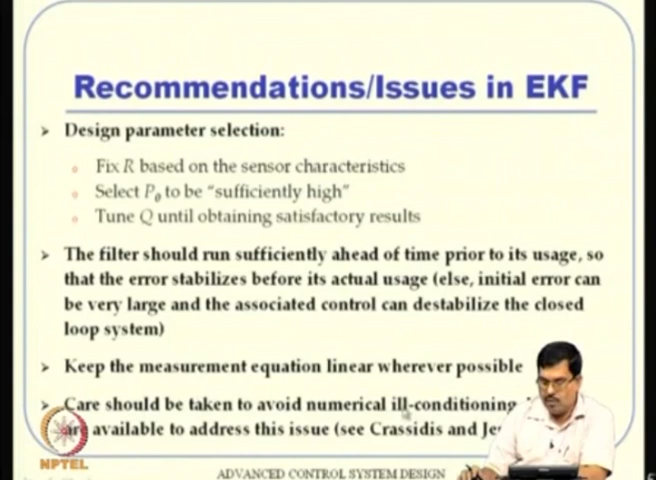 Recommendations/Issues in EKF
Design parameter selection:
Fix R based on the sensor characteristics
Select P0 to be "sufficiently high"
Tune Q until obtaining satisfactory results
The filter should run sufficiently ahead of time prior to its usage, so
that the error stabilizes before its actual usage (else, initial error can
be very large and the associated control can destabilize the closed
loop system)
Keep the measurement equation linear wherever possible
Care should be taken to avoid numerical ill-conditioning.
are available to address this issue (see Crassidis and
NPTEL
ADVANCED CONTROL SYSTEM DESIGN